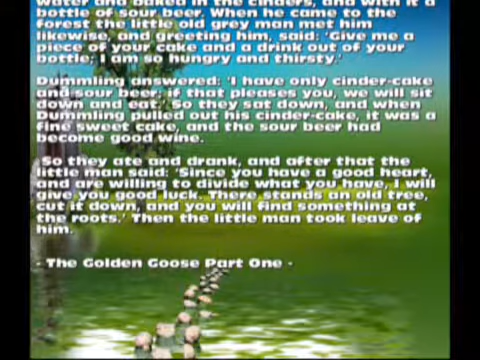 water and baked in the cinders, and with it a
bottle of sour beer. When he came to the
forest the little old grey man met him
likewise, and greeting him, said: 'Give me a
piece of your cake and a drink out of your
bottle; I am so hungry and thirsty.'
Dummling answered: 'I have only cinder-cake
and sour beer; if that pleases you, we will sit
down and eat.' So they sat down, and when
Dummling pulled out his cinder-cake, it was a
fine sweet cake, and the sour beer had
become good wine.
So they ate and drank, and after that the
little man said: 'Since you have a good heart,
and are willing to divide what you have, I will
give you good luck. There stands an old tree,
cut it down, and you will find something at
the roots.' Then the little man took leave of
him.
- The Golden Goose Part One -